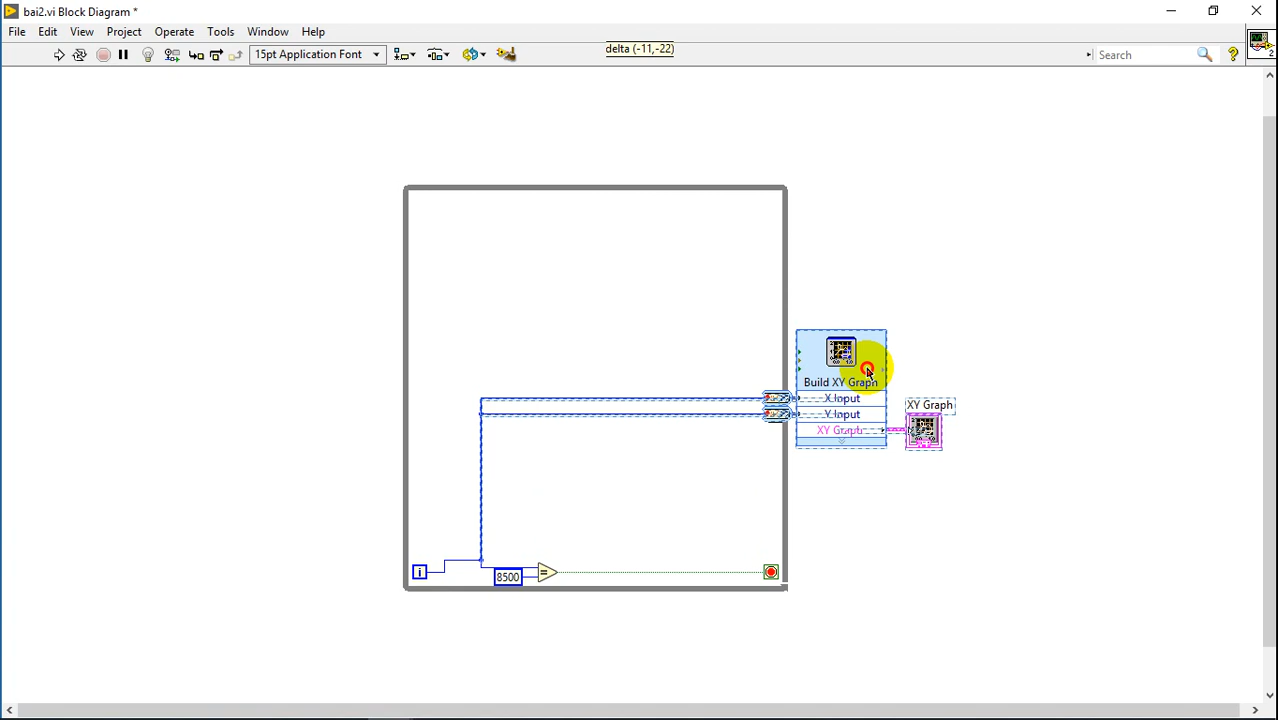 bai2.vi Block Diagram *
File Edit View Project Operate Tools Window Help
15pt Application Font
delta (-11,-22)
Search
2
Build XY Graph
X Input
Y Input
XY Graph
XY Graph
i
8500
=